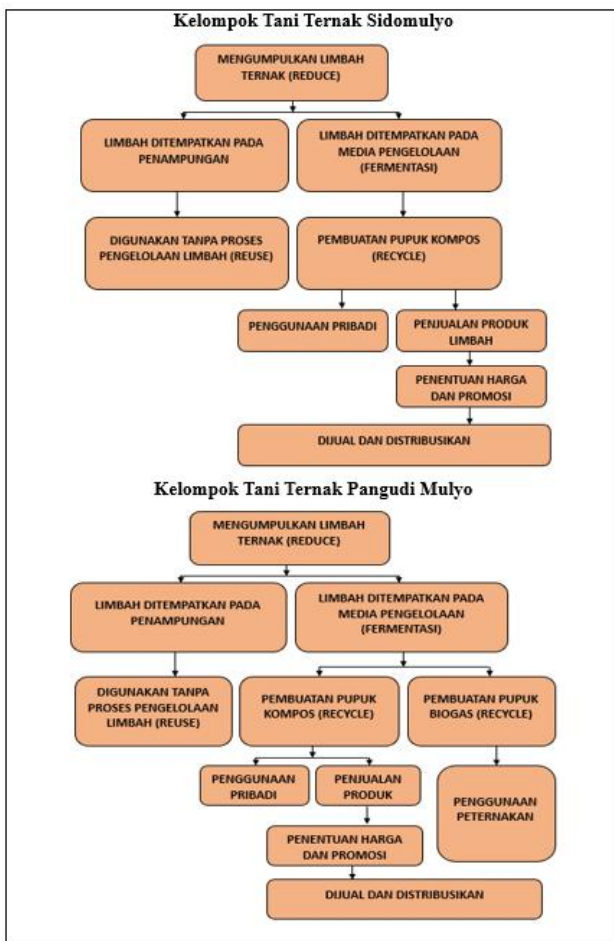 Kelompok Tani Ternak Sidomulyo
MENGUMPULKAN LIMBAH
TERNAK (REDUCE)
LIMBAH DITEMPATKAN PADA
PENAMPUNGAN
LIMBAH DITEMPATKAN PADA
MEDIA PENGELOLAAN
(FERMENTASI)
DIGUNAKAN TANPA PROSES
PENGELOLAAN LIMBAH (REUSE)
PEMBUATAN PUPUK KOMPOS
(RECYCLE)
PENGGUNAAN PRIBADI
PENJUALAN PRODUK
LIMBAH
PENENTUAN HARGA
DAN PROMOSI
DIJUAL DAN DISTRIBUSIKAN
Kelompok Tani Ternak Pangudi Mulyo
MENGUMPULKAN LIMBAH
TERNAK (REDUCE)
LIMBAH DITEMPATKAN PADA
PENAMPUNGAN
LIMBAH DITEMPATKAN PADA
MEDIA PENGELOLAAN
(FERMENTASI)
DIGUNAKAN TANPA
PROSES PENGELOLAAN
LIMBAH (REUSE)
PEMBUATAN PUPUK
KOMPOS (RECYCLE)
PEMBUATAN PUPUK
BIOGAS (RECYCLE)
PENGGUNAAN
PRIBADI
PENJUALAN
PRODUK
PENGGUNAAN
PETERNAKAN
PENENTUAN HARGA
DAN PROMOSI
DIJUAL DAN DISTRIBUSIKAN